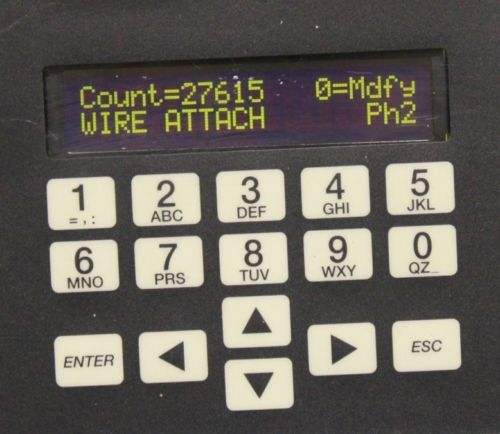 Count=27615 0=Mdfy
WIRE ATTACH Ph2
1 2 3 4 5
=,: ABC DEF GHI JKL
6 7 8 9 0
MNO PRS TUV WXY QZ_
ENTER ESC